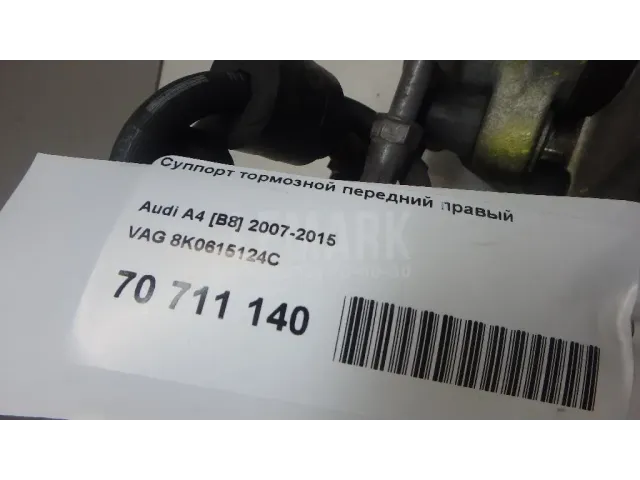 Суппорт тормозной передний правый
Audi A4 [B8] 2007-2015
VAG 8K0615124C
70 711 140